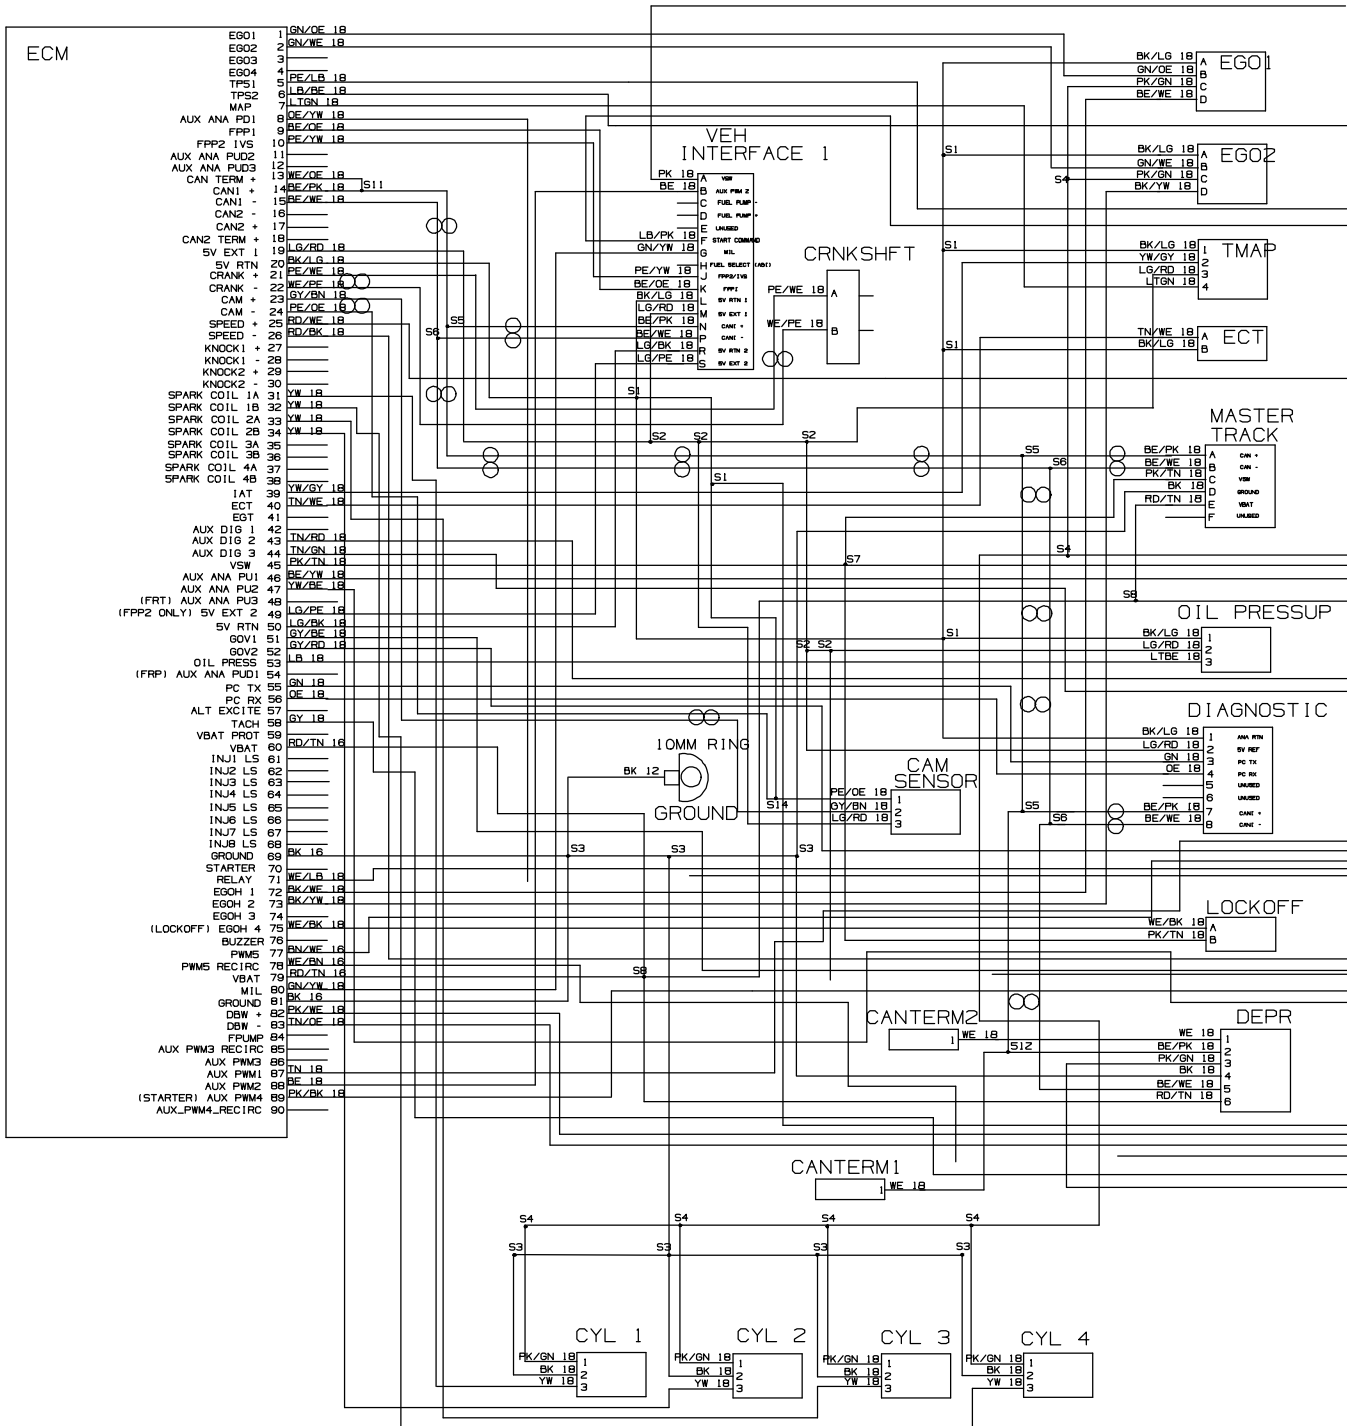 ECM
EGO1 1 GN/OE 18
EGO2 2 GN/WE 18
EGO3 3
EGO4 4
TPS1 5 PE/LB 18
TPS2 6 LB/BE 18
MAP 7 LTGN 18
AUX ANA PD1 8 OE/YW 18
FPP1 9 BE/OE 18
FPP2 IVS 10 PE/YW 18
AUX ANA PUD2 11
AUX ANA PUD3 12
CAN TERM + 13 WE/OE 18
CAN1 + 14 BE/PK 18
CAN1 - 15 BE/WE 18
CAN2 - 16
CAN2 + 17
CAN2 TERM + 18
5V EXT 1 19 LG/RD 18
5V RTN 20 BK/LG 18
CRANK + 21 PE/WE 18
CRANK - 22 WE/PE 18
CAM + 23 GY/BN 18
CAM - 24 PE/OE 18
SPEED + 25 RD/WE 18
SPEED - 26 RD/BK 18
KNOCK1 + 27
KNOCK1 - 28
KNOCK2 + 29
KNOCK2 - 30
SPARK COIL 1A 31 YW 18
SPARK COIL 1B 32 YW 18
SPARK COIL 2A 33 YW 18
SPARK COIL 2B 34 YW 18
SPARK COIL 3A 35
SPARK COIL 3B 36
SPARK COIL 4A 37
SPARK COIL 4B 38
IAT 39 YW/GY 18
ECT 40 TN/WE 18
EGT 41
AUX DIG 1 42
AUX DIG 2 43 TN/RD 18
AUX DIG 3 44 TN/GN 18
VSW 45 PK/TN 18
AUX ANA PU1 46 BE/YW 18
AUX ANA PU2 47 YW/BE 18
(FRT) AUX ANA PU3 48
(FPP2 ONLY) 5V EXT 2 49 LG/PE 18
5V RTN 50 LG/BK 18
GOV1 51 GY/BE 18
GOV2 52 GY/RD 18
OIL PRESS 53 LB 18
(FRP) AUX ANA PUD1 54
PC TX 55 GN 18
PC RX 56 OE 18
ALT EXCITE 57
TACH 58 GY 18
VBAT PROT 59
VBAT 60 RD/TN 16
INJ1 LS 61
INJ2 LS 62
INJ3 LS 63
INJ4 LS 64
INJ5 LS 65
INJ6 LS 66
INJ7 LS 67
INJ8 LS 68
GROUND 69 BK 16
STARTER 70
RELAY 71 WE/LB 18
EGOH 1 72 BK/WE 18
EGOH 2 73 BK/YW 18
EGOH 3 74
(LOCKOFF) EGOH 4 75 WE/BK 18
BUZZER 76
PWM5 77 BN/WE 16
PWM5 RECIRC 78 WE/BN 16
VBAT 79 RD/TN 16
MIL 80 GN/YW 18
GROUND 81 BK 16
DBW + 82 PK/WE 18
DBW - 83 TN/OE 18
FPUMP 84
AUX PWM3 RECIRC 85
AUX PWM3 86
AUX PWM1 87 TN 18
AUX PWM2 88 BE 18
(STARTER) AUX PWM4 89 PK/BK 18
AUX_PWM4_RECIRC 90
S11
S5
S6
VEH
INTERFACE 1
PK 18 A VSW
BE 18 B AUX PWM 2
C FUEL PUMP -
D FUEL PUMP +
E UNUSED
LB/PK 18 F START COMMAND
GN/YW 18 G MIL
H FUEL SELECT (ABI)
PE/YW 18 J FPP2/IVS
BE/OE 18 K FPP1
BK/LG 18 L 5V RTN 1
LG/RD 18 M 5V EXT 1
BE/PK 18 N CAN1 +
BE/WE 18 P CAN1 -
LG/BK 18 R 5V RTN 2
LG/PE 18 S 5V EXT 2
CRNKSHFT
PE/WE 18 A
WE/PE 18 B
S1
S2
S2
S2
S1
EGO1
BK/LG 18 A
GN/OE 18 B
PK/GN 18 C
BE/WE 18 D
EGO2
S1
BK/LG 18 A
GN/WE 18 B
S4
PK/GN 18 C
BK/YW 18 D
TMAP
S1
BK/LG 18 1
YW/GY 18 2
LG/RD 18 3
LTGN 18 4
ECT
TN/WE 18 A
S1
BK/LG 18 B
MASTER
TRACK
S5
BE/PK 18 A CAN +
S6
BE/WE 18 B CAN -
PK/TN 18 C VSW
BK 18 D GROUND
RD/TN 18 E VBAT
F UNUSED
S4
S7
S8
OIL PRESSUP
S1
BK/LG 18 1
S2
S2
LG/RD 18 2
LTBE 18 3
DIAGNOSTIC
BK/LG 18 1 ANA RTN
LG/RD 18 2 5V REF
GN 18 3 PC TX
OE 18 4 PC RX
5 UNUSED
6 UNUSED
S5
BE/PK 18 7 CAN1 +
S6
BE/WE 18 8 CAN1 -
10MM RING
BK 12
GROUND
CAM
SENSOR
PE/OE 18 1
GY/BN 18 2
LG/RD 18 3
S14
S3
S3
S3
LOCKOFF
WE/BK 18 A
PK/TN 18 B
S8
CANTERM2
1 WE 18
S12
DEPR
WE 18 1
BE/PK 18 2
PK/GN 18 3
BK 18 4
BE/WE 18 5
RD/TN 18 6
CANTERM1
1 WE 18
S4
S4
S4
S4
S3
S3
S3
S3
CYL 1
PK/GN 18 1
BK 18 2
YW 18 3
CYL 2
PK/GN 18 1
BK 18 2
YW 18 3
CYL 3
PK/GN 18 1
BK 18 2
YW 18 3
CYL 4
PK/GN 18 1
BK 18 2
YW 18 3